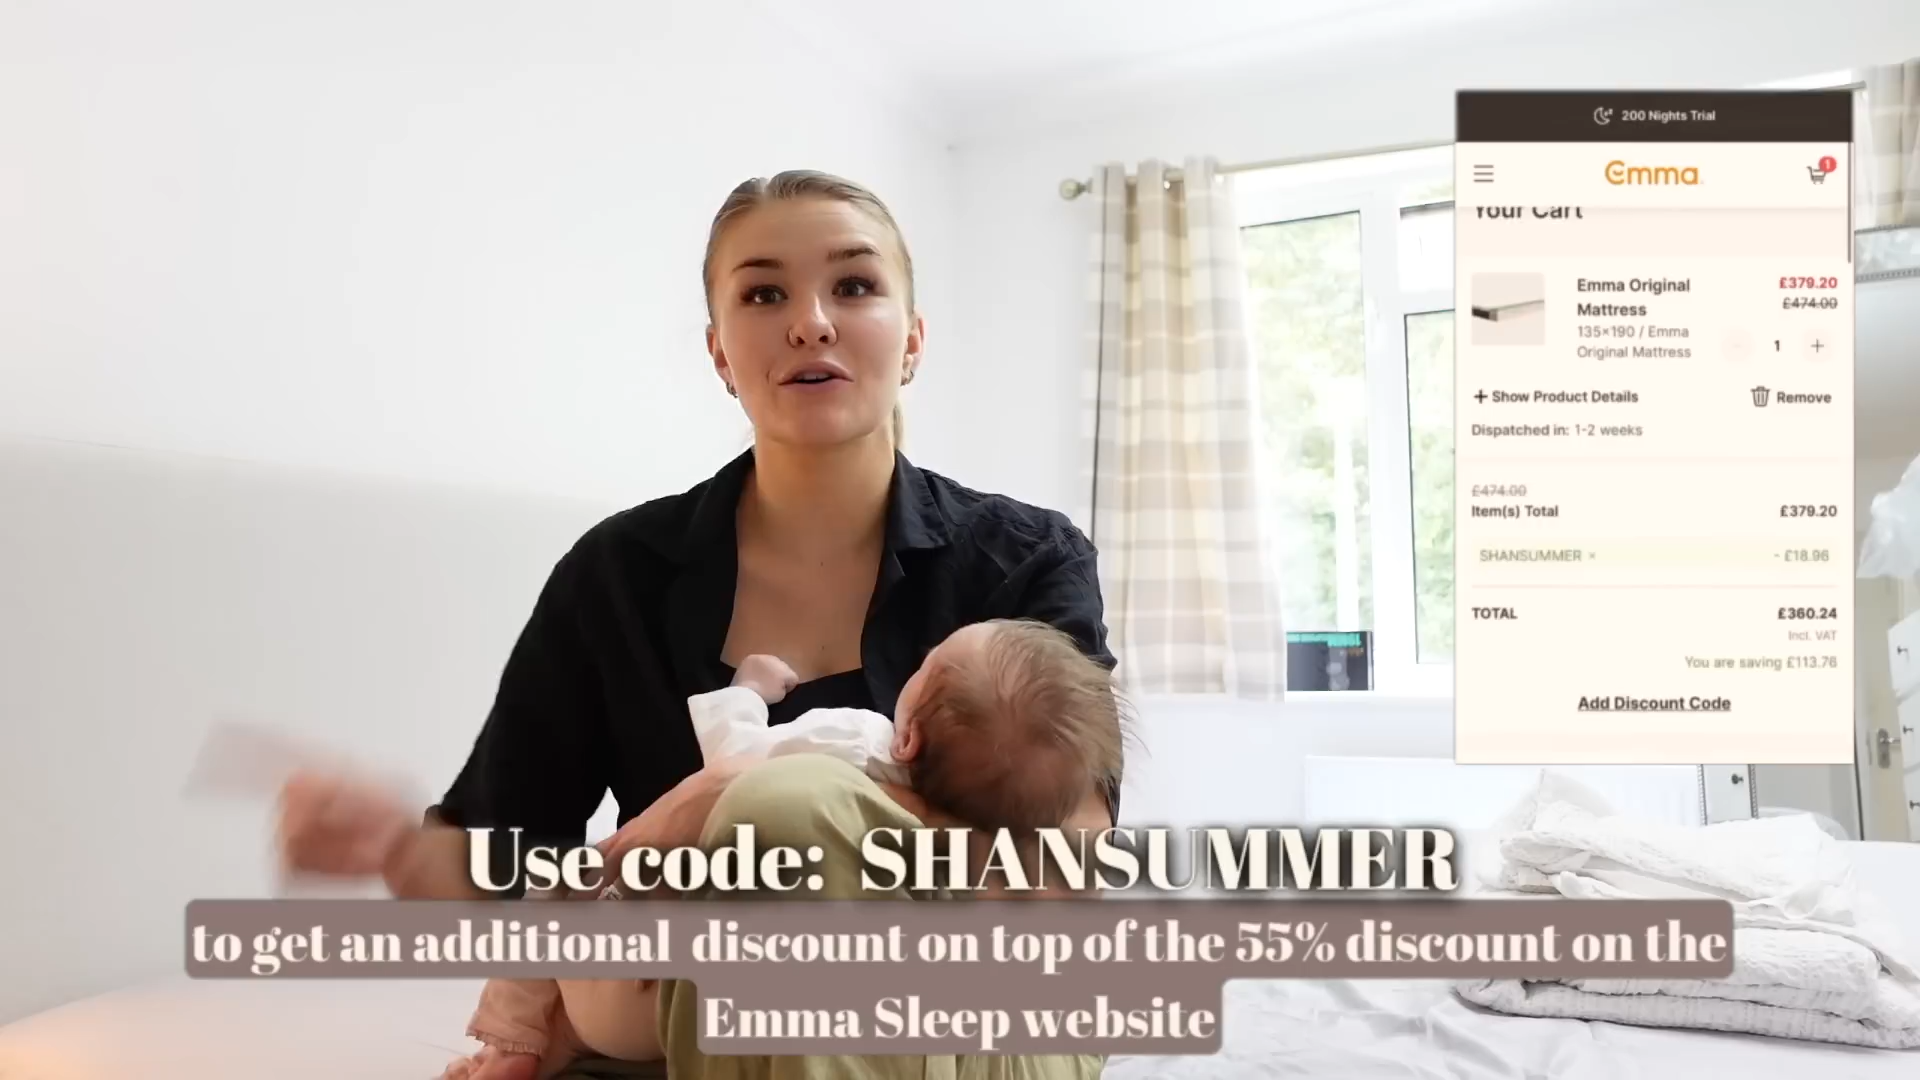 200 Nights Trial
Emma
1
Your Cart
Emma Original
Mattress
£379.20
£474.00
135×190 / Emma
Original Mattress
1
Show Product Details
Remove
Dispatched in: 1-2 weeks
£474.00
Item(s) Total £379.20
SHANSUMMER × - £18.96
TOTAL £360.24
Incl. VAT
You are saving £113.76
Add Discount Code
Use code: SHANSUMMER
to get an additional discount on top of the 55% discount on the
Emma Sleep website